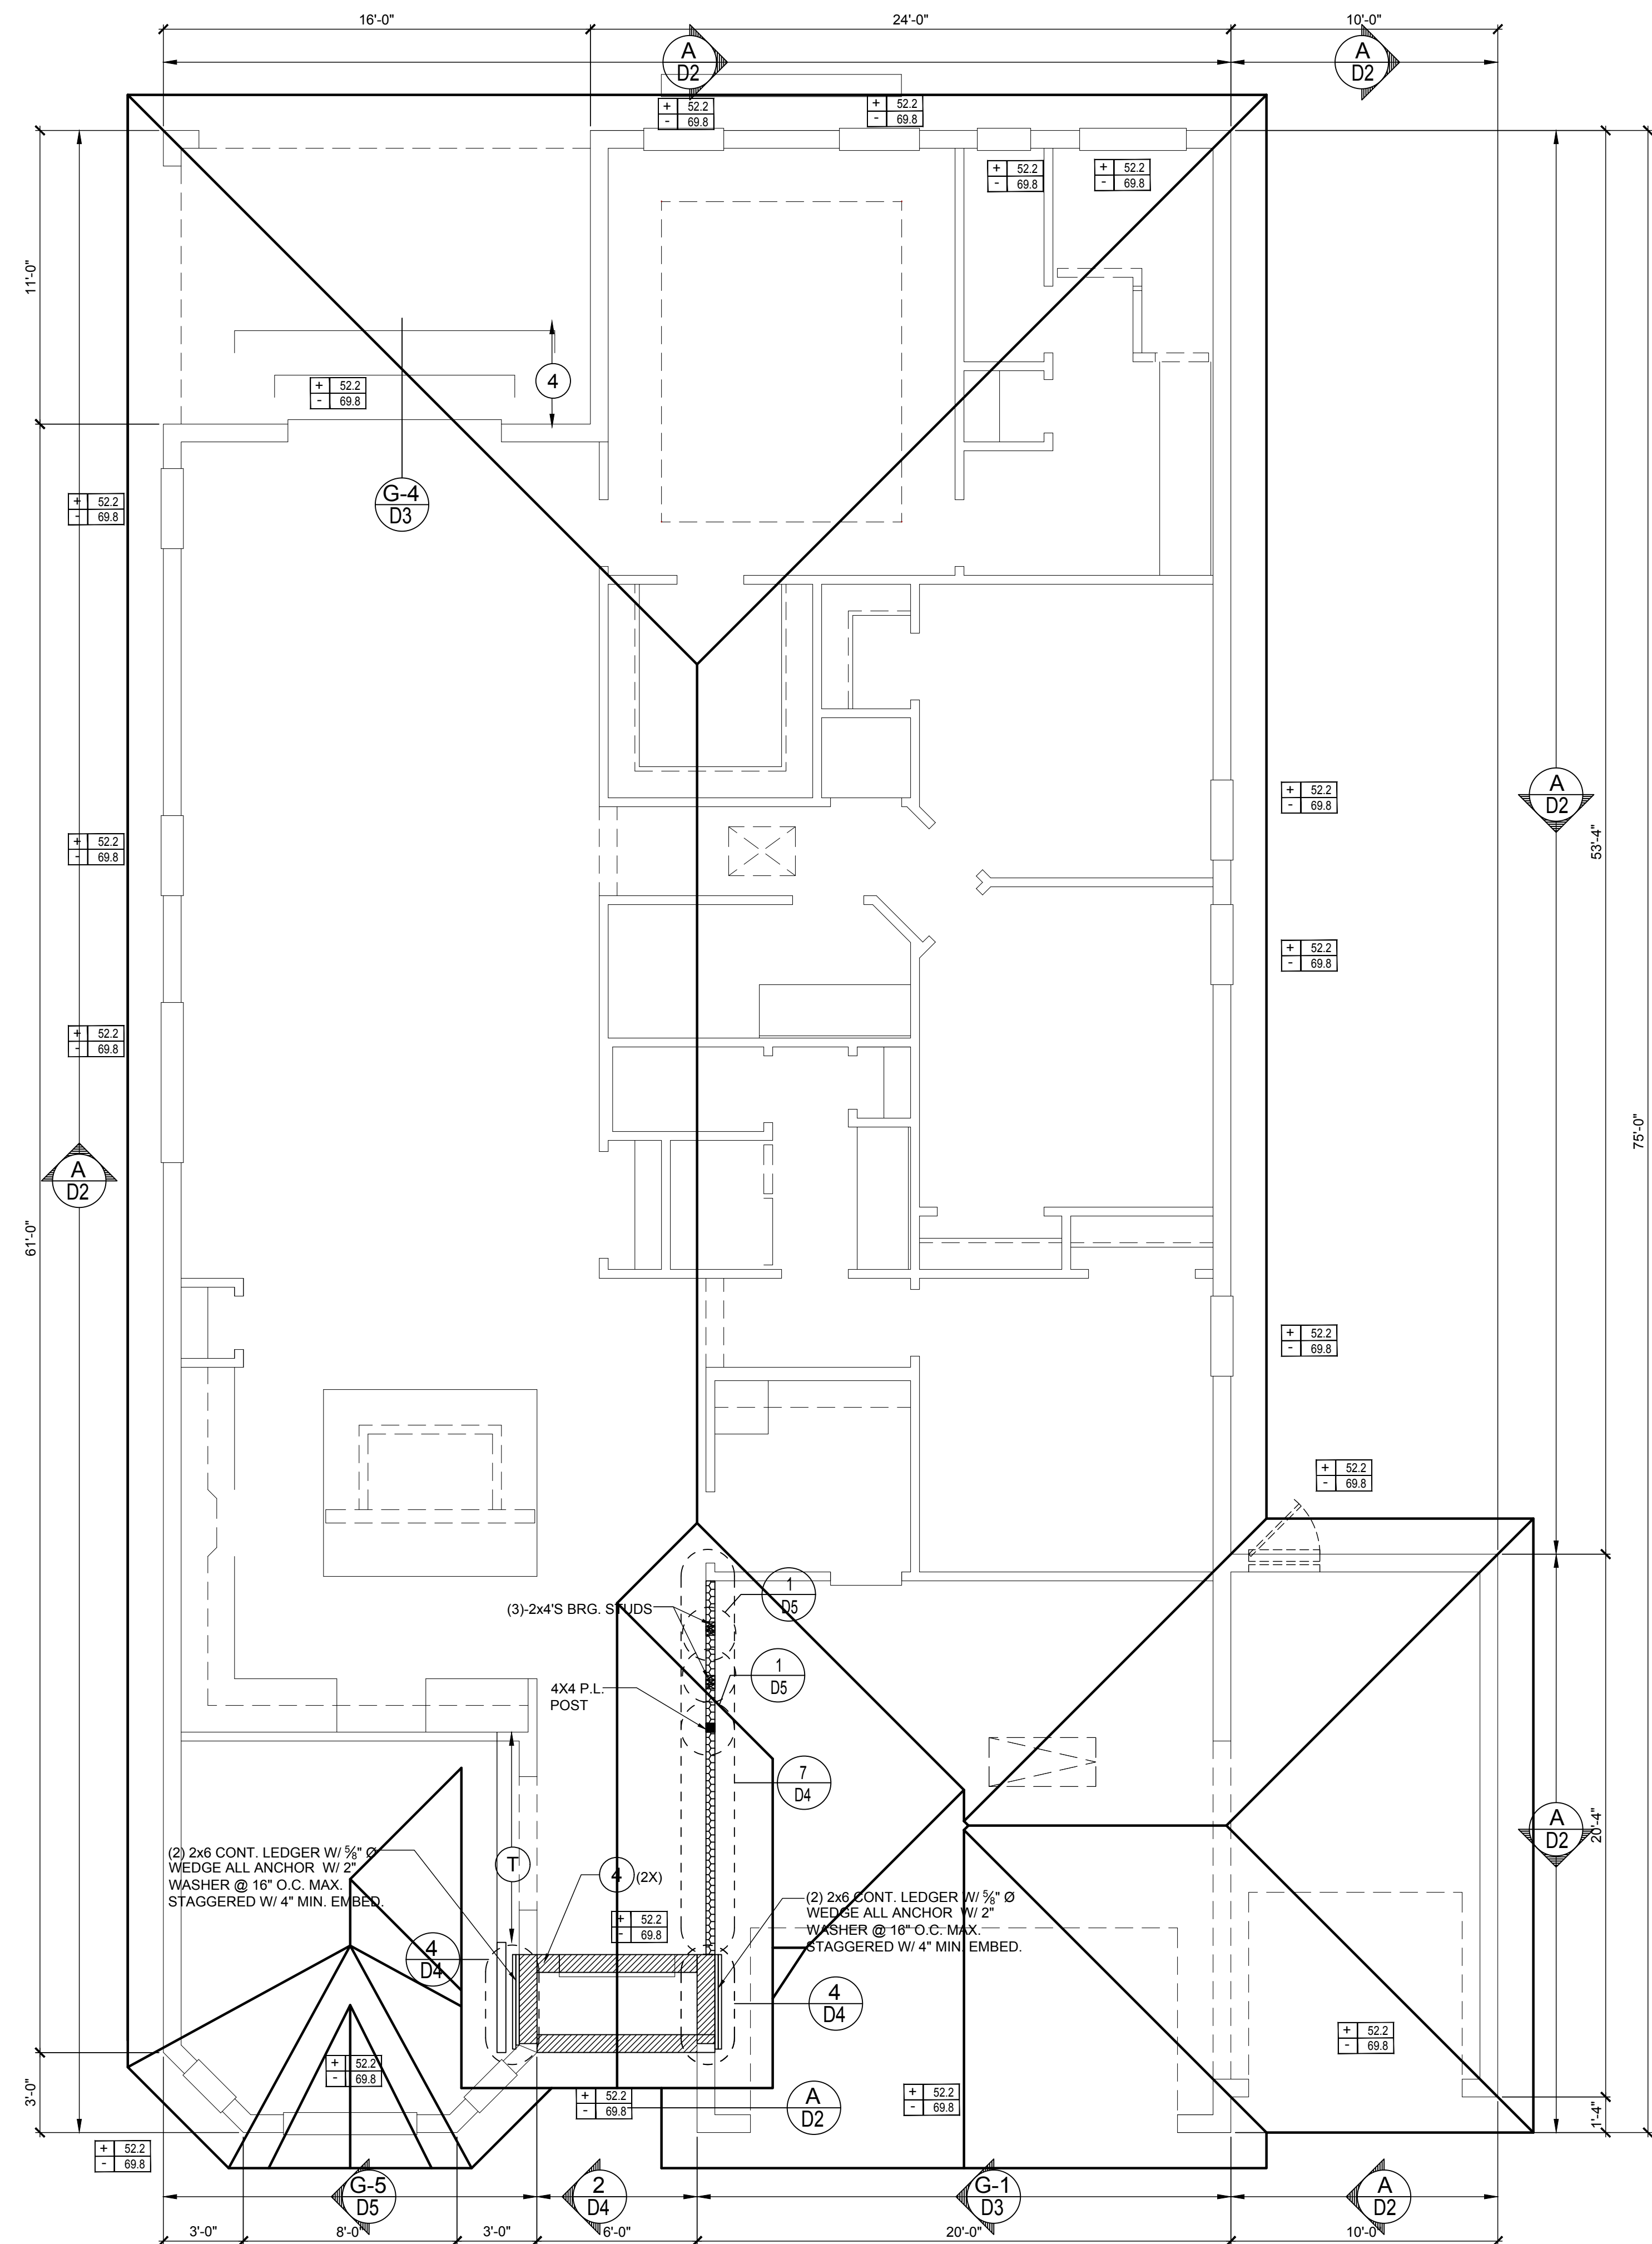 16'-0"
24'-0"
10'-0"
A
D2
A
D2
+ 52.2
- 69.8
+ 52.2
- 69.8
+ 52.2
- 69.8
+ 52.2
- 69.8
11'-0"
+ 52.2
- 69.8
4
G-4
D3
+ 52.2
- 69.8
+ 52.2
- 69.8
A
D2
53'-4"
+ 52.2
- 69.8
+ 52.2
- 69.8
+ 52.2
- 69.8
75'-0"
A
D2
61'-0"
+ 52.2
- 69.8
+ 52.2
- 69.8
(3)-2x4'S BRG. STUDS
1
D5
4X4 P.L.
POST
1
D5
7
D4
A
D2
20'-4"
(2) 2x6 CONT. LEDGER W/ ⅝" Ø
WEDGE ALL ANCHOR W/ 2"
WASHER @ 16" O.C. MAX.
STAGGERED W/ 4" MIN. EMBED.
T
4
(2X)
(2) 2x6 CONT. LEDGER W/ ⅝" Ø
WEDGE ALL ANCHOR W/ 2"
WASHER @ 16" O.C. MAX.
STAGGERED W/ 4" MIN. EMBED.
+ 52.2
- 69.8
4
D4
4
D4
+ 52.2
- 69.8
+ 52.2
- 69.8
3'-0"
+ 52.2
- 69.8
A
D2
+ 52.2
- 69.8
1'-4"
+ 52.2
- 69.8
G-5
D5
2
D4
G-1
D3
A
D2
3'-0"
8'-0"
3'-0"
6'-0"
20'-0"
10'-0"